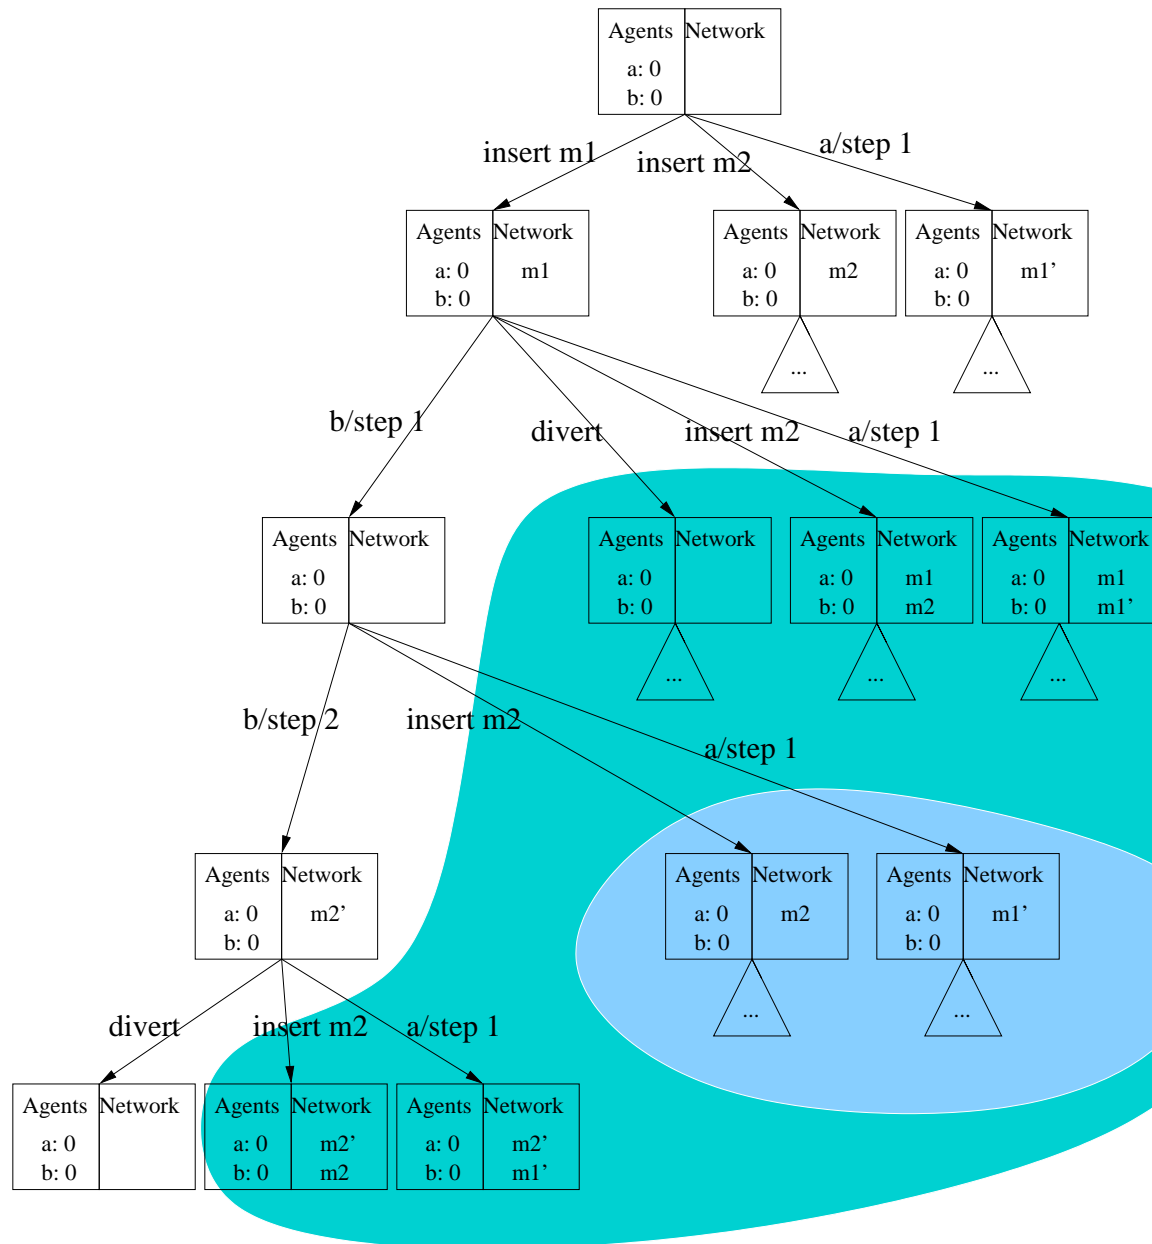 Agents Network
a: 0
b: 0
insert m1 insert m2 a/step 1
Agents Network Agents Network Agents Network
a: 0 m1 a: 0 m2 a: 0 m1’
b: 0 b: 0 b: 0
... ...
b/step 1 divert insert m2 a/step 1
Agents Network Agents Network Agents Network Agents Network
a: 0 a: 0 a: 0 m1 a: 0 m1
b: 0 b: 0 b: 0 m2 b: 0 m1’
... ... ...
b/step 2 insert m2 a/step 1
Agents Network Agents Network Agents Network
a: 0 m2’ a: 0 m2 a: 0 m1’
b: 0 b: 0 b: 0
... ...
divert insert m2 a/step 1
Agents Network Agents Network Agents Network
a: 0 a: 0 m2’ a: 0 m2’
b: 0 b: 0 m2 b: 0 m1’